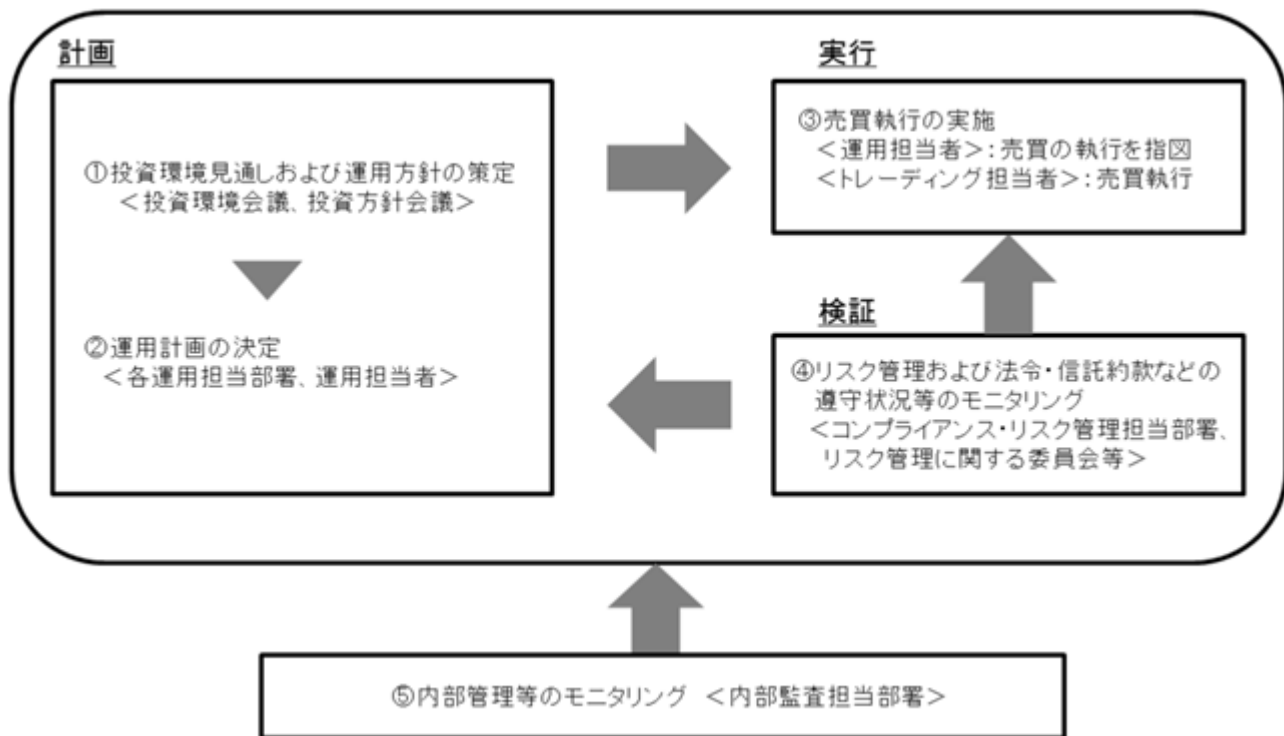 計画
①投資環境見通しおよび運用方針の策定
＜投資環境会議、投資方針会議＞
②運用計画の決定
＜各運用担当部署、運用担当者＞
実行
③売買執行の実施
＜運用担当者＞：売買の執行を指図
＜トレーディング担当者＞：売買執行
検証
④リスク管理および法令・信託約款などの
遵守状況等のモニタリング
＜コンプライアンス・リスク管理担当部署、
リスク管理に関する委員会等＞
⑤内部管理等のモニタリング ＜内部監査担当部署＞